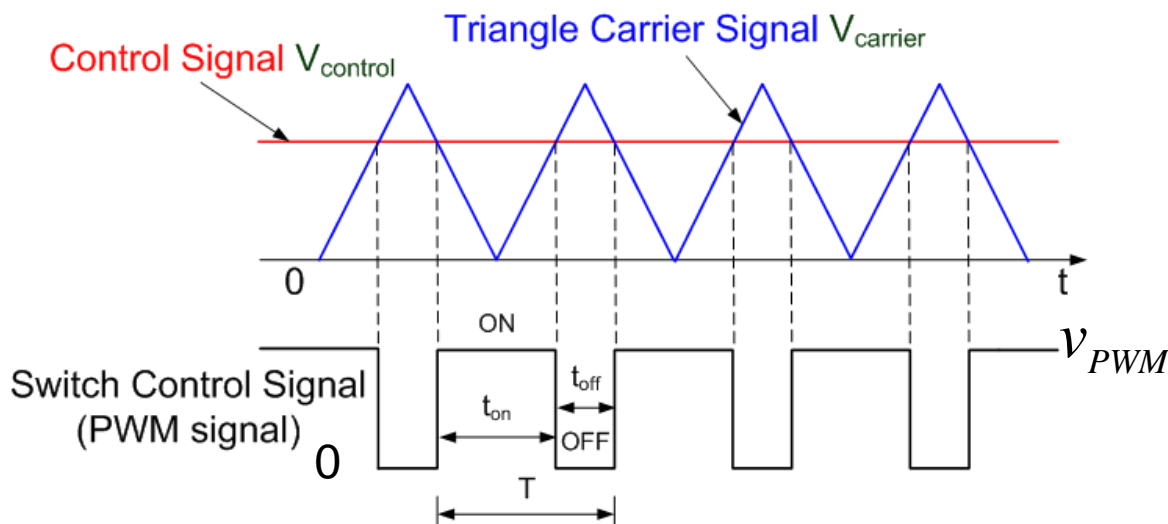 Triangle Carrier Signal Vcarrier
Control Signal Vcontrol
0
t
ON
vPWM
Switch Control Signal
(PWM signal)
ton
toff
OFF
0
T